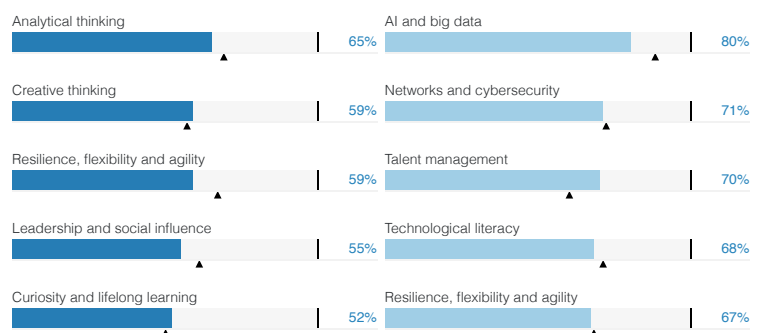 Analytical thinking
65%
Creative thinking
59%
Resilience, flexibility and agility
59%
Leadership and social influence
55%
Curiosity and lifelong learning
52%
AI and big data
80%
Networks and cybersecurity
71%
Talent management
70%
Technological literacy
68%
Resilience, flexibility and agility
67%